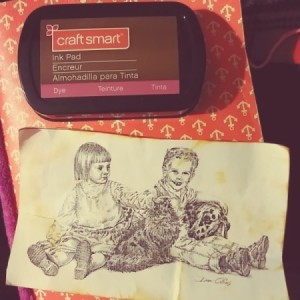 craft smart
Ink Pad
Encreur
Almohadilla para Tinta
Dye Teinture Tinta